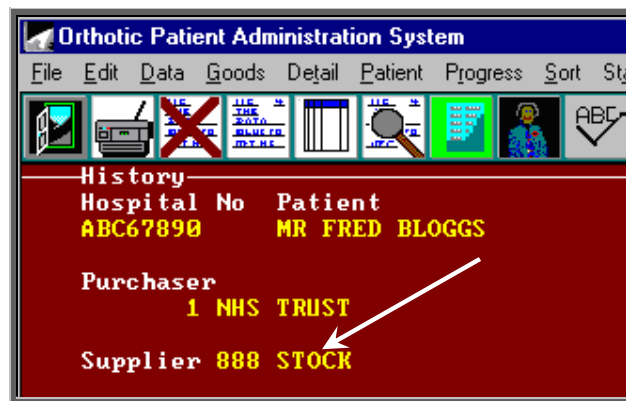 Orthotic Patient Administration System
File Edit Data Goods Detail Patient Progress Sort
ABC
History
Hospital No Patient
ABC67890 MR FRED BLOGGS
Purchaser
1 NHS TRUST
Supplier 888 STOCK